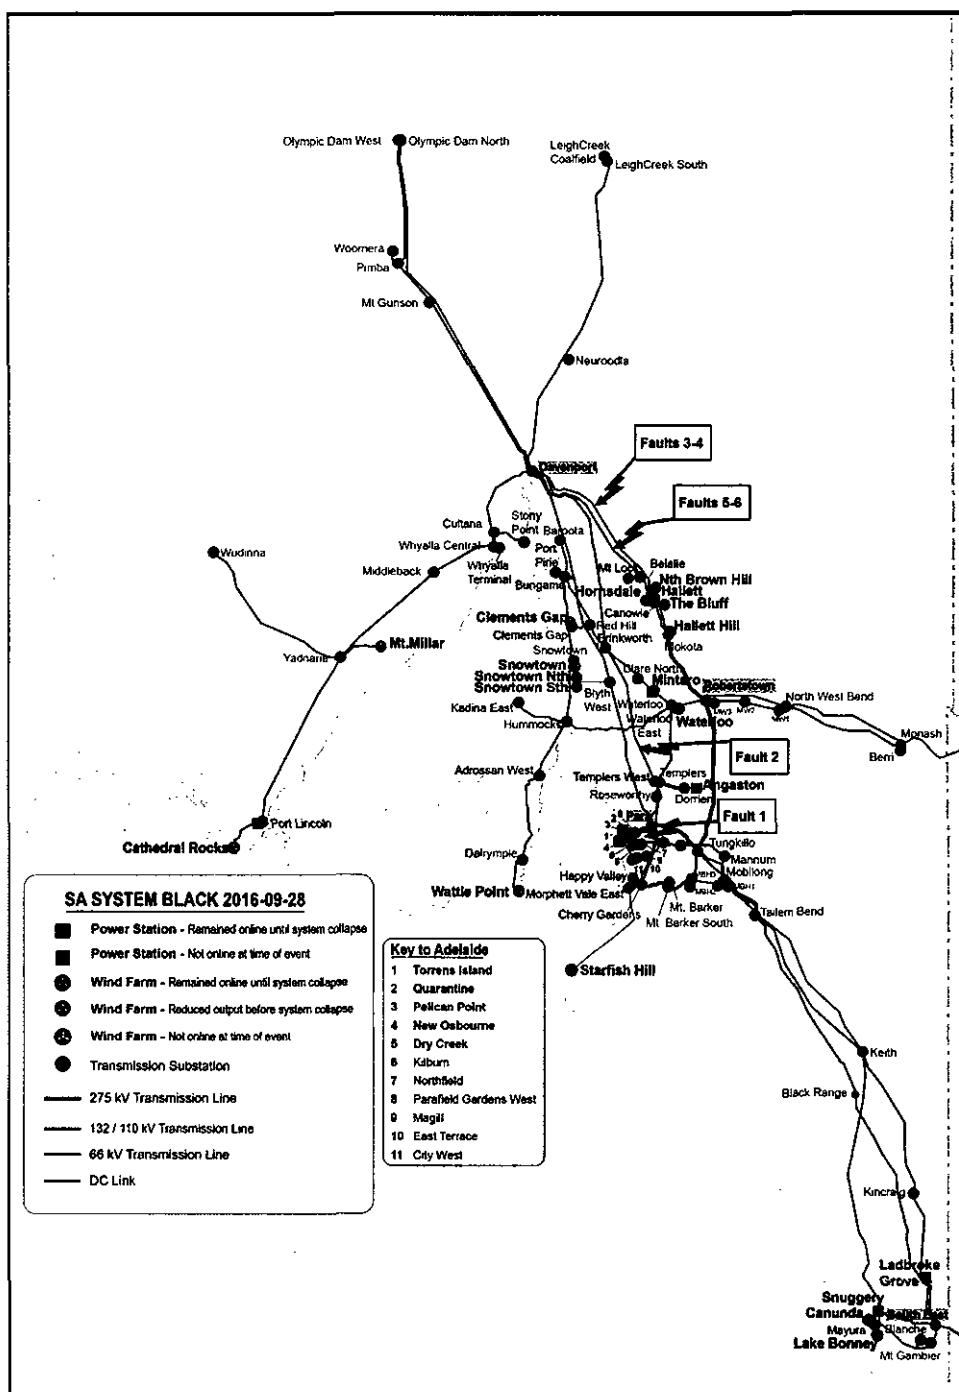 Olympic Dam West
Olympic Dam North
LeighCreek
Coalfield
LeighCreek South
Woomera
Pimba
Mt Gunson
Neuroodla
Faults 3-4
Davenport
Faults 5-6
Cultana
Stony
Point
Baroota
Whyalla Central
Whyalla
Terminal
Port
Pirie
Bungama
Wudinna
Middleback
Mt Lock
Belalie
Nth Brown Hill
Hornsdale
Hallett
The Bluff
Canowie
Clements Gap
Clements Gap
Red Hill
Brinkworth
Hallett Hill
Mokota
Mt.Millar
Yadnarie
Snowtown
Snowtown
Snowtown Nth
Snowtown Sth
Clare North
Mintaro
Blyth
West
Robertstown
North West Bend
Kadina East
Waterloo
Waterloo
East
Waterloo
MW2
Hummocks
Monash
Berri
Fault 2
Adrossan West
Templers West
Templers
Angaston
Roseworthy
Dorrien
Para
Fault 1
Port Lincoln
Cathedral Rocks
Tungkillo
Mannum
Mobilong
Dalrymple
Happy Valley
Wattle Point
Morphett Vale East
Cherry Gardens
Mt. Barker
Mt. Barker South
Tailem Bend
Starfish Hill
SA SYSTEM BLACK 2016-09-28
Power Station - Remained online until system collapse
Power Station - Not online at time of event
Wind Farm - Remained online until system collapse
Wind Farm - Reduced output before system collapse
Wind Farm - Not online at time of event
Transmission Substation
275 kV Transmission Line
132 / 110 kV Transmission Line
66 kV Transmission Line
DC Link
Key to Adelaide
1 Torrens Island
2 Quarantine
3 Pelican Point
4 New Osbourne
5 Dry Creek
6 Kilburn
7 Northfield
8 Parafield Gardens West
9 Magill
10 East Terrace
11 City West
Keith
Black Range
Kincraig
Ladbroke
Grove
Snuggery
Canunda
South East
Mayura
Blanche
Lake Bonney
Mt Gambier